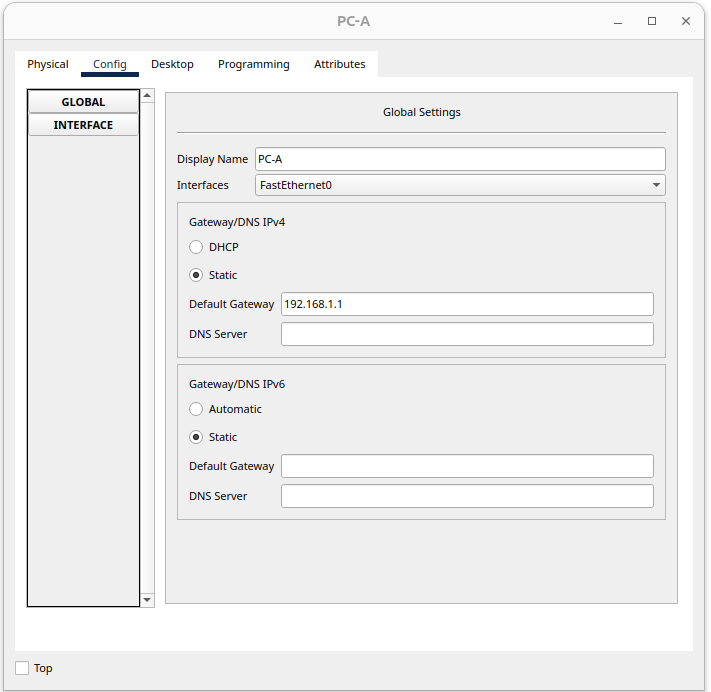 PC-A
Physical Config Desktop Programming Attributes
GLOBAL
INTERFACE
Global Settings
Display Name PC-A
Interfaces FastEthernet0
Gateway/DNS IPv4
DHCP
Static
Default Gateway 192.168.1.1
DNS Server
Gateway/DNS IPv6
Automatic
Static
Default Gateway
DNS Server
Top